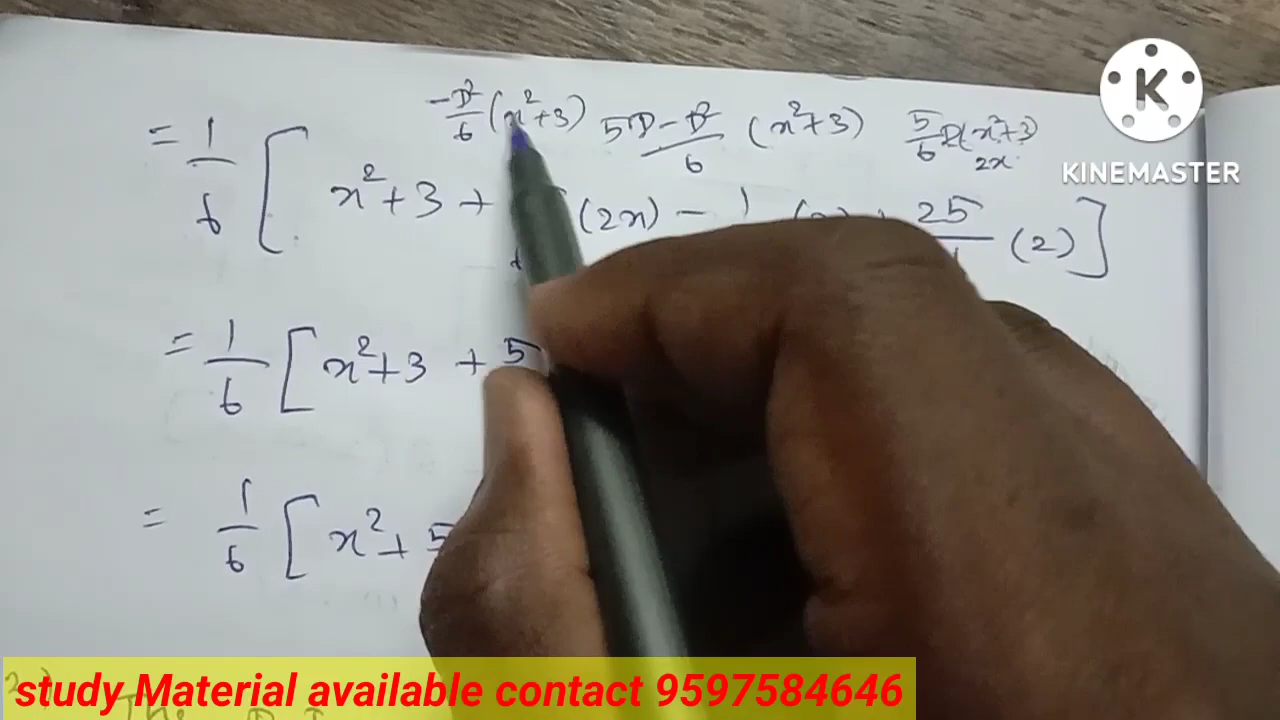 -D²/6 (x²+3) 5D-D²/6 (x²+3) 5/6 D(x²+3)
2x
= 1/6 [ x²+3 + (2x) - 1 25 (2) ]
= 1/6 [ x²+3 + 5
= 1/6 [ x²+5
KINEMASTER
study Material available contact 9597584646